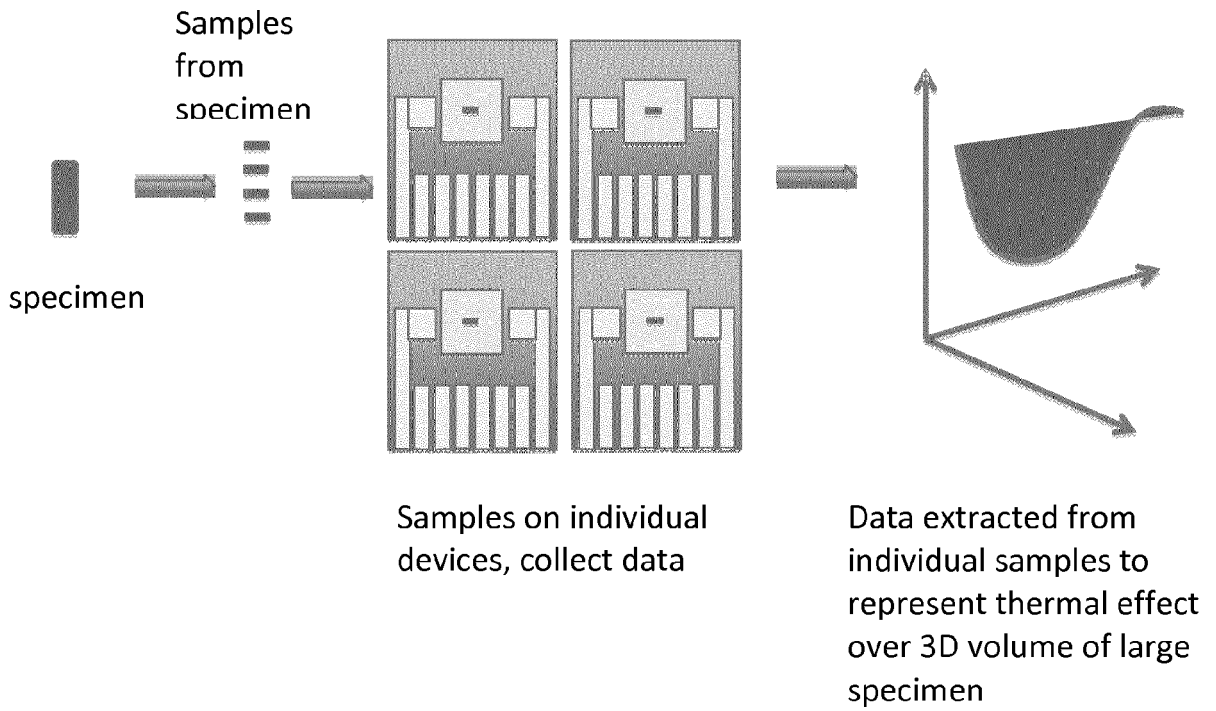 Samples
from
specimen
specimen
Samples on individual
devices, collect data
Data extracted from
individual samples to
represent thermal effect
over 3D volume of large
specimen